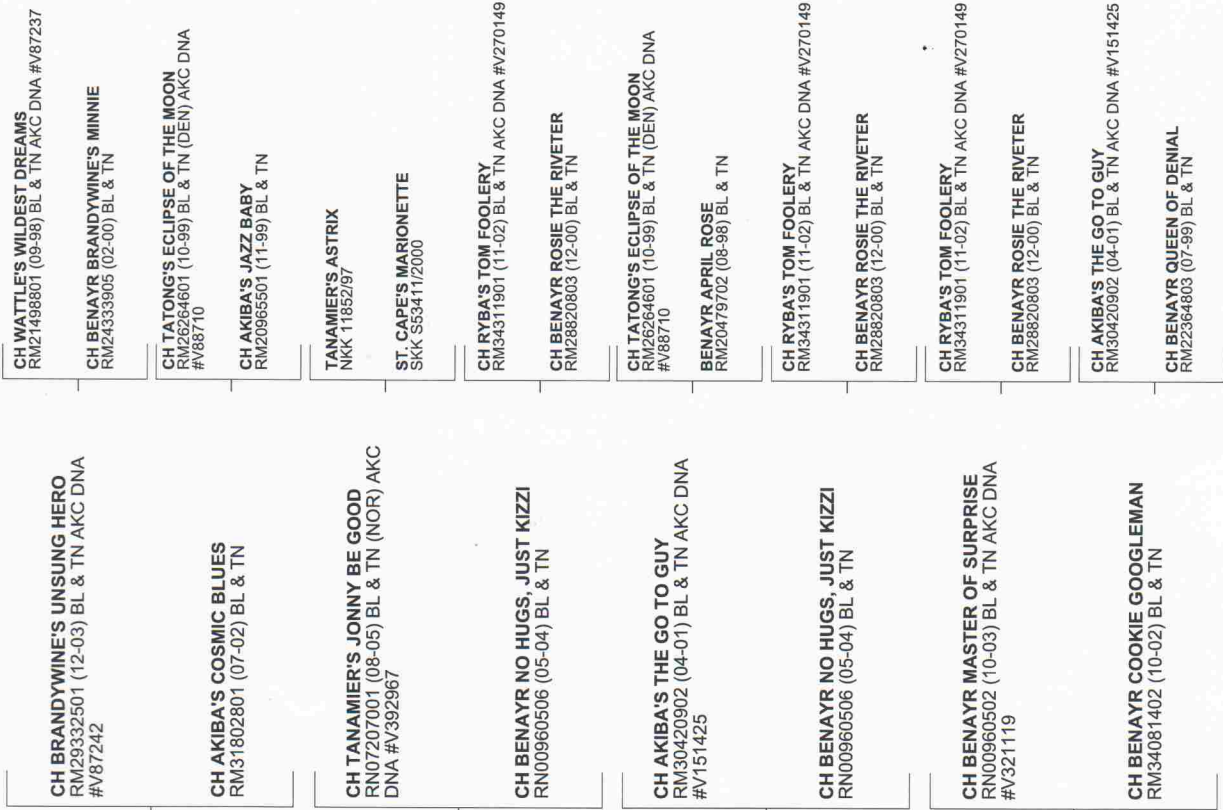 CH BRANDYWINE'S UNSUNG HERO
RM29332501 (12-03) BL & TN AKC DNA
#V87242
CH AKIBA'S COSMIC BLUES
RM31802801 (07-02) BL & TN
CH TANAMIER'S JONNY BE GOOD
RN07207001 (08-05) BL & TN (NOR) AKC
DNA #V392967
CH BENAYR NO HUGS, JUST KIZZI
RN00960506 (05-04) BL & TN
CH AKIBA'S THE GO TO GUY
RM30420902 (04-01) BL & TN AKC DNA
#V151425
CH BENAYR NO HUGS, JUST KIZZI
RN00960506 (05-04) BL & TN
CH BENAYR MASTER OF SURPRISE
RN00960502 (10-03) BL & TN AKC DNA
#V321119
CH BENAYR COOKIE GOOGLEMAN
RM34081402 (10-02) BL & TN
CH WATTLE'S WILDEST DREAMS
RM21498801 (09-98) BL & TN AKC DNA #V87237
CH BENAYR BRANDYWINE'S MINNIE
RM24333905 (02-00) BL & TN
CH TATONG'S ECLIPSE OF THE MOON
RM26264601 (10-99) BL & TN (DEN) AKC DNA
#V88710
CH AKIBA'S JAZZ BABY
RM20965501 (11-99) BL & TN
TANAMIER'S ASTRIX
NKK 11852/97
ST. CAPE'S MARIONETTE
SKK S53411/2000
CH RYBA'S TOM FOOLERY
RM34311901 (11-02) BL & TN AKC DNA #V270149
CH BENAYR ROSIE THE RIVETER
RM28820803 (12-00) BL & TN
CH TATONG'S ECLIPSE OF THE MOON
RM26264601 (10-99) BL & TN (DEN) AKC DNA
#V88710
BENAYR APRIL ROSE
RM20479702 (08-98) BL & TN
CH RYBA'S TOM FOOLERY
RM34311901 (11-02) BL & TN AKC DNA #V270149
CH BENAYR ROSIE THE RIVETER
RM28820803 (12-00) BL & TN
CH RYBA'S TOM FOOLERY
RM34311901 (11-02) BL & TN AKC DNA #V270149
CH BENAYR ROSIE THE RIVETER
RM28820803 (12-00) BL & TN
CH AKIBA'S THE GO TO GUY
RM30420902 (04-01) BL & TN AKC DNA #V151425
CH BENAYR QUEEN OF DENIAL
RM22364803 (07-99) BL & TN